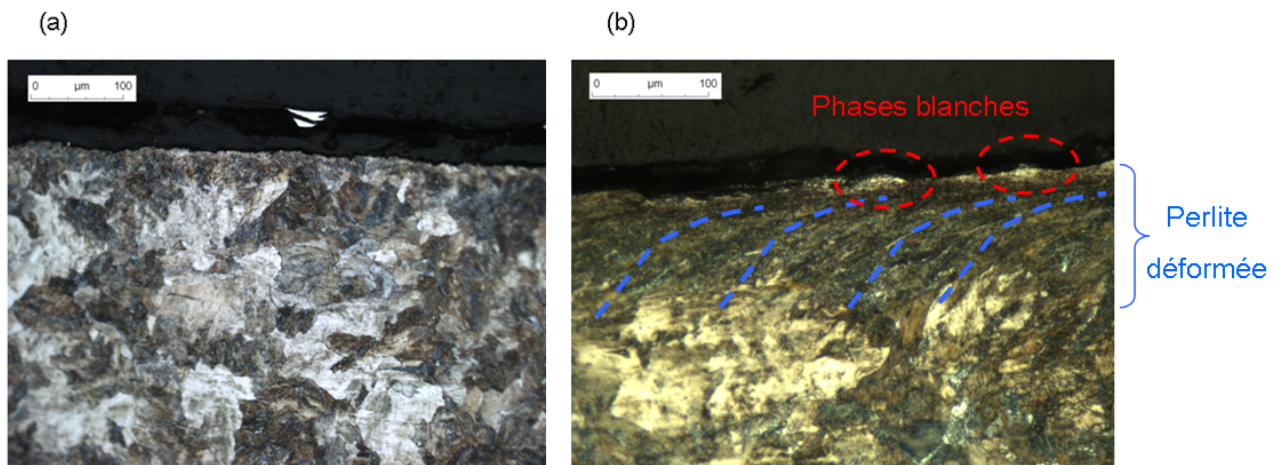 (a)
(b)
0 µm 100
0 µm 100
Phases blanches
Perlite
déformée